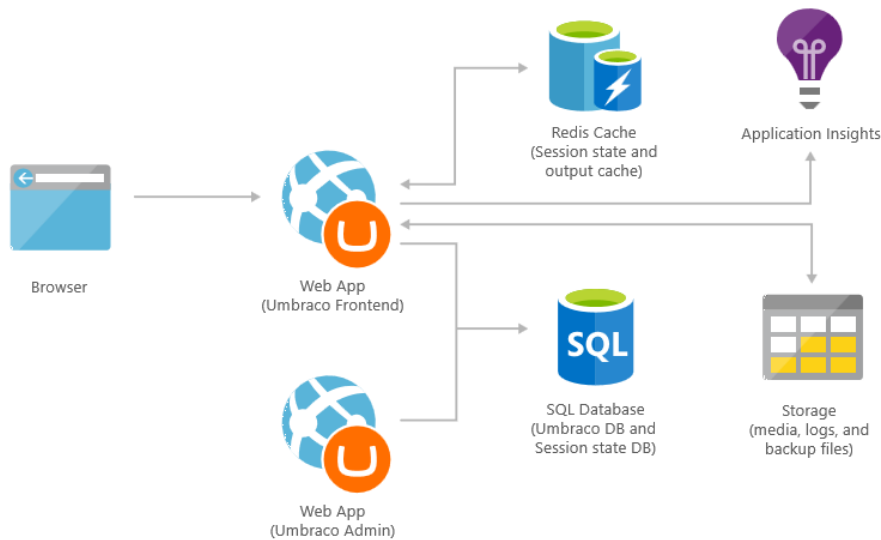 Redis Cache
(Session state and
output cache)
Application Insights
Browser
Web App
(Umbraco Frontend)
SQL
SQL Database
(Umbraco DB and
Session state DB)
Storage
(media, logs, and
backup files)
Web App
(Umbraco Admin)